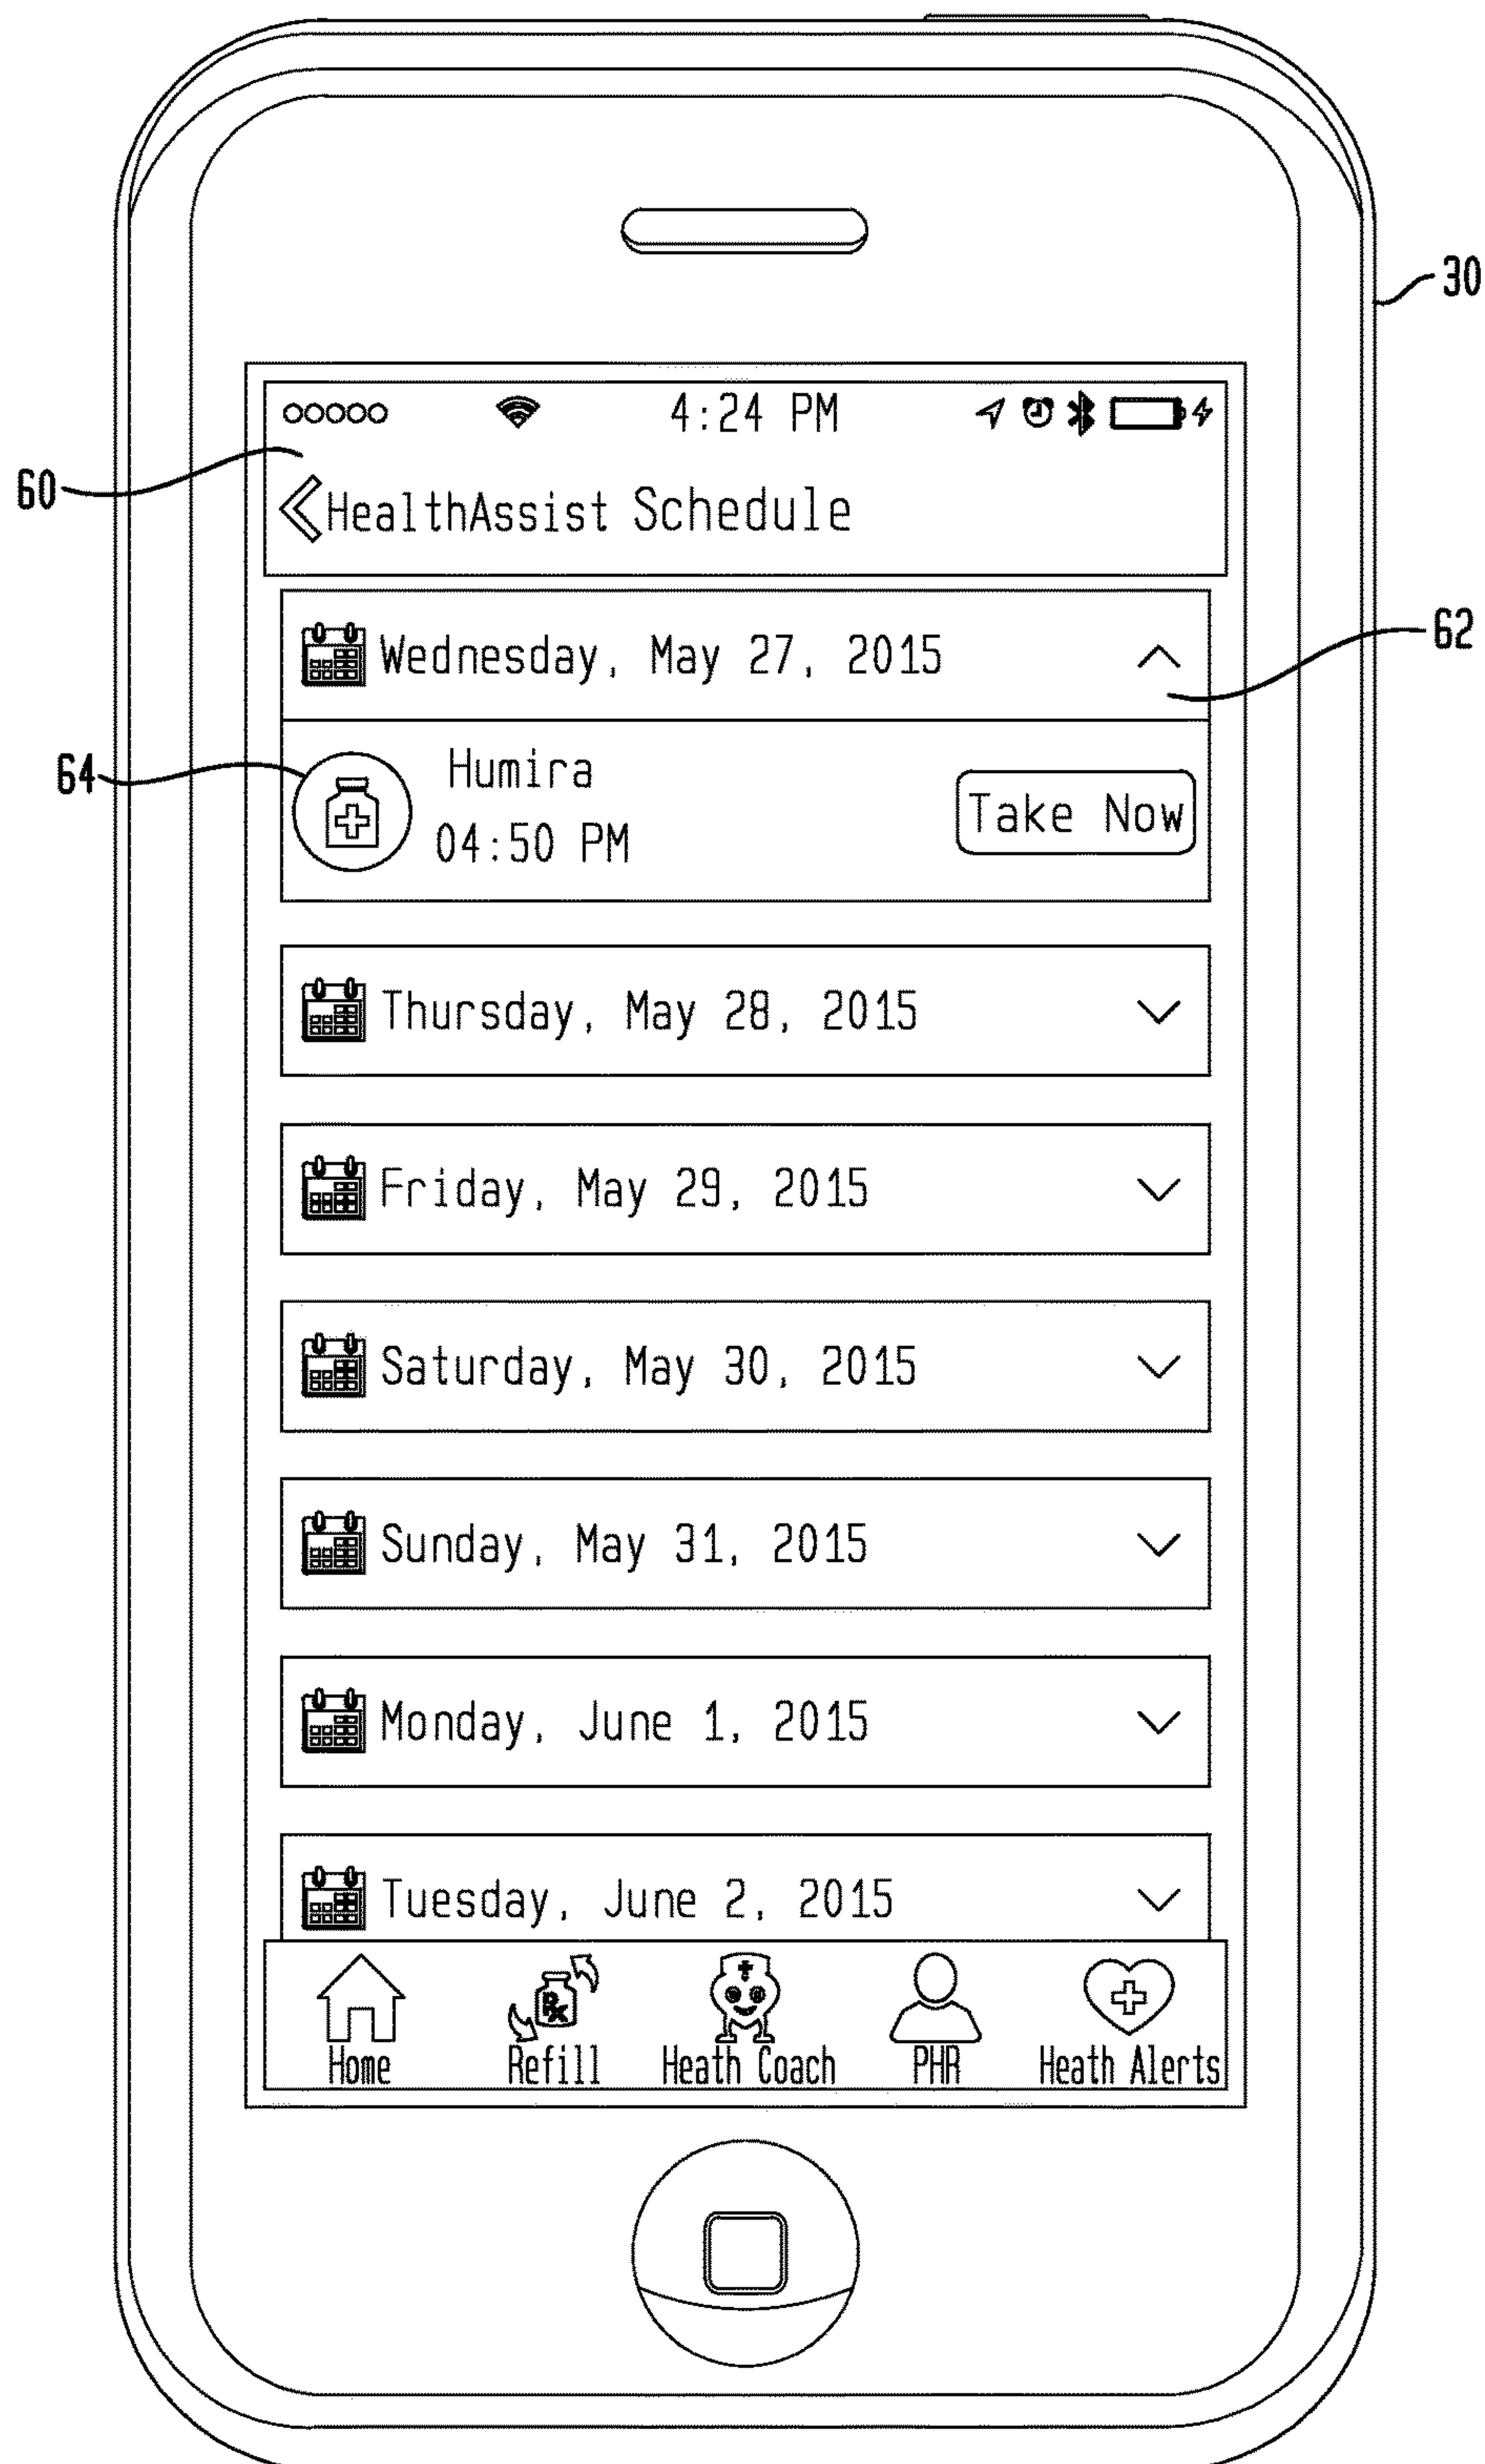 30
4:24 PM
60
HealthAssist Schedule
Wednesday, May 27, 2015
62
64
Humira
04:50 PM
Take Now
Thursday, May 28, 2015
Friday, May 29, 2015
Saturday, May 30, 2015
Sunday, May 31, 2015
Monday, June 1, 2015
Tuesday, June 2, 2015
Rx
Home Refill Heath Coach PHR Heath Alerts